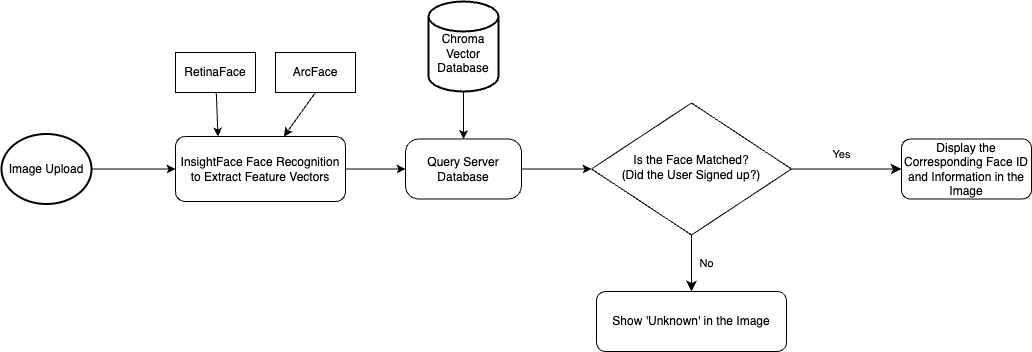 Chroma
Vector
Database
RetinaFace
ArcFace
Image Upload
InsightFace Face Recognition
to Extract Feature Vectors
Query Server
Database
Is the Face Matched?
(Did the User Signed up?)
Yes
Display the
Corresponding Face ID
and Information in the
Image
No
Show 'Unknown' in the Image